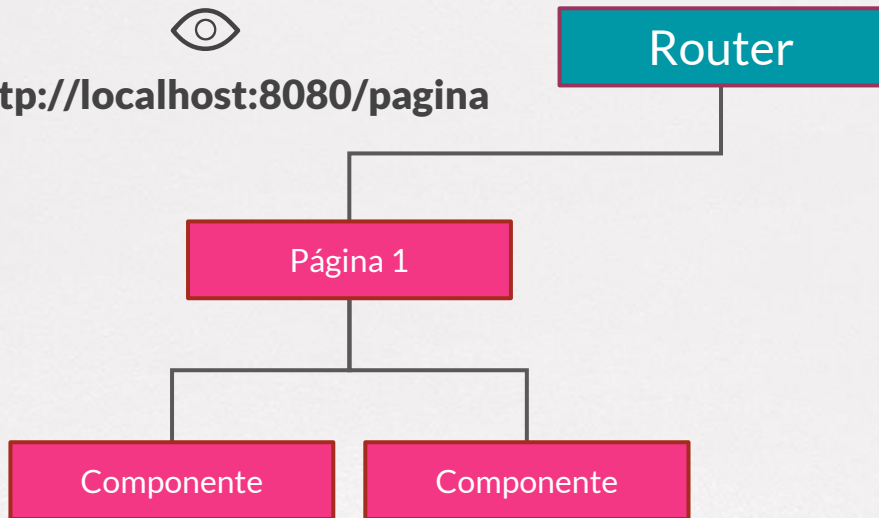 Router
tp://localhost:8080/pagina
Página 1
Componente
Componente